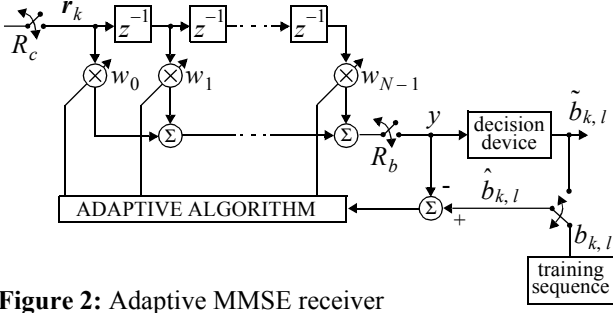 r_k
z^{-1} z^{-1} z^{-1}
R_c
w_0 w_1 w_{N-1}
Σ Σ
R_b
y
decision
device
b̃_{k, l}
b̂_{k, l}
-
Σ
+
ADAPTIVE ALGORITHM
b_{k, l}
training
sequence
Figure 2: Adaptive MMSE receiver